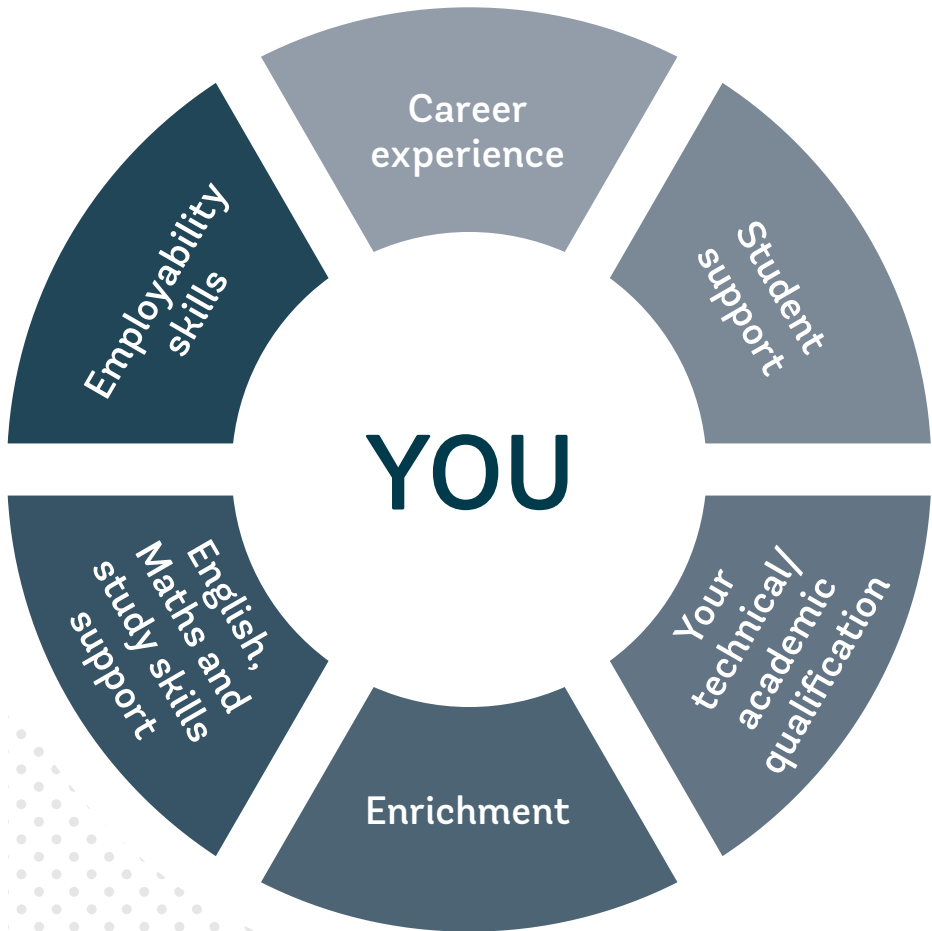 Career
experience
Student
support
Your
technical/
academic
qualification
Enrichment
English,
Maths and
study skills
support
Employability
skills
YOU